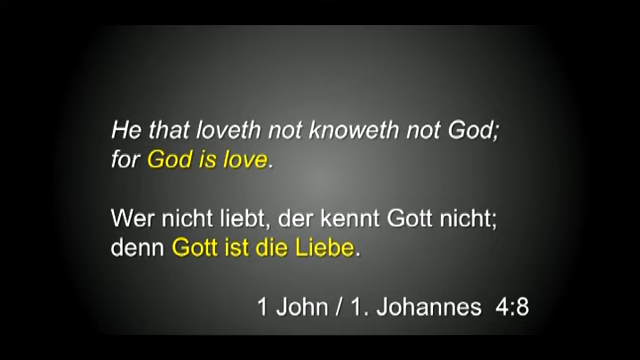 He that loveth not knoweth not God;
for God is love.
Wer nicht liebt, der kennt Gott nicht;
denn Gott ist die Liebe.
1 John / 1. Johannes 4:8